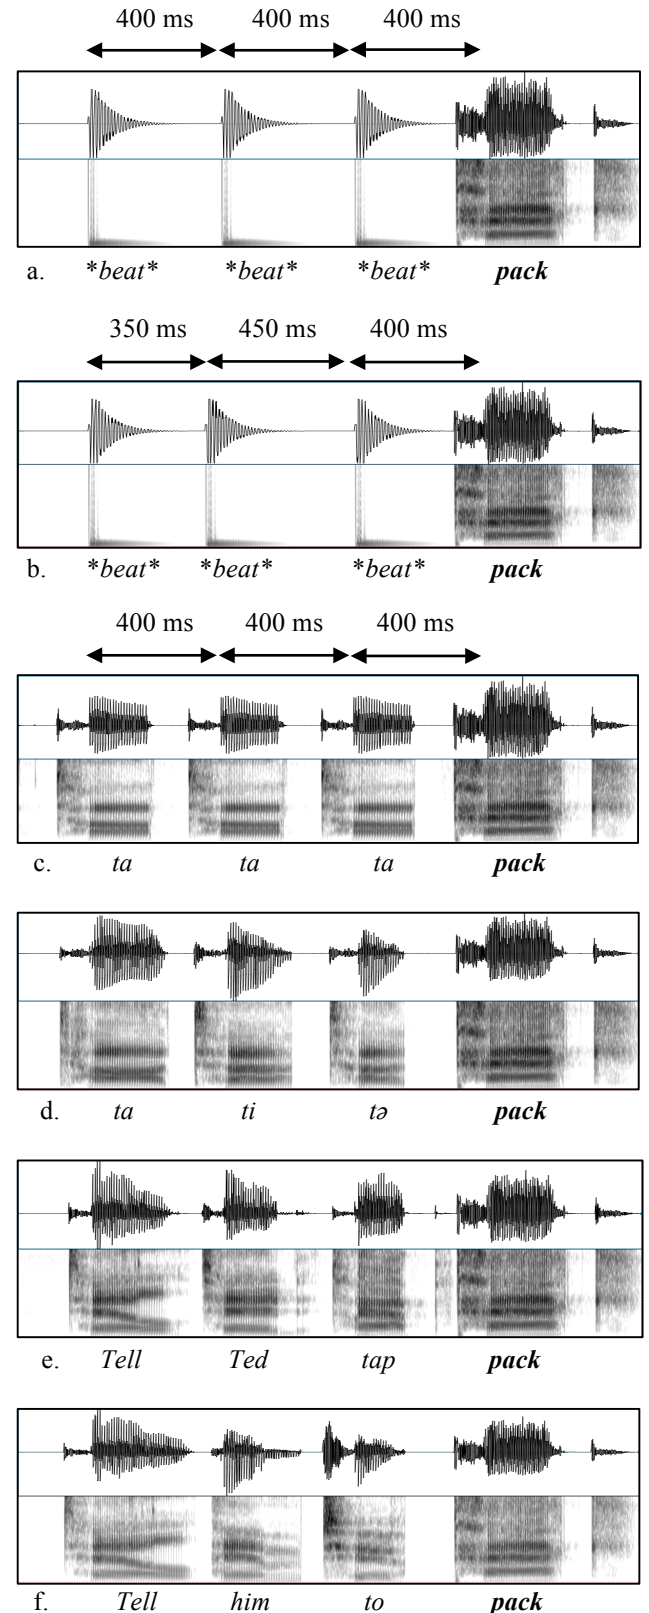 400 ms 400 ms 400 ms
a. *beat* *beat* *beat* pack
350 ms 450 ms 400 ms
b. *beat* *beat* *beat* pack
400 ms 400 ms 400 ms
c. ta ta ta pack
d. ta ti tə pack
e. Tell Ted tap pack
f. Tell him to pack